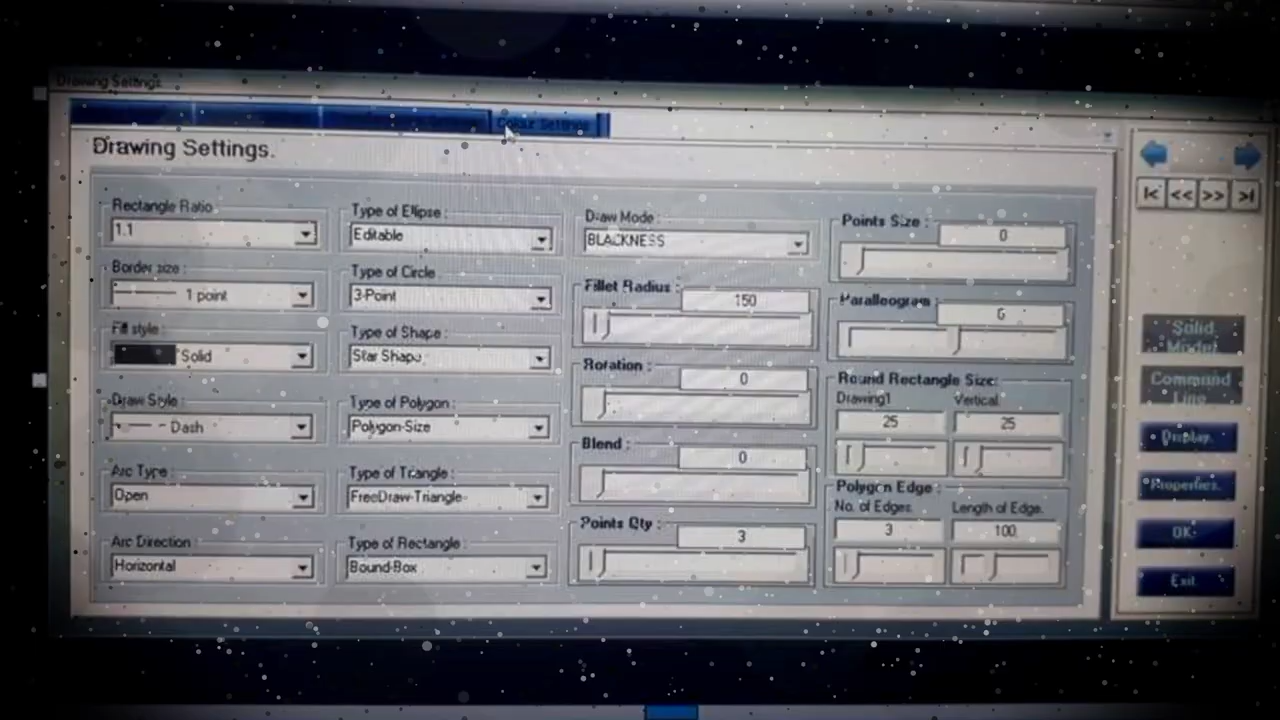 Drawing Settings
Colour Settings
Drawing Settings.
Rectangle Ratio
1.1
Border size :
1 point
Fill style :
Solid
Draw Style :
Dash
Arc Type :
Open
Arc Direction :
Horizontal
Type of Ellipse :
Editable
Type of Circle :
3-Point
Type of Shape :
Star Shape
Type of Polygon :
Polygon-Size
Type of Triangle :
FreeDraw-Triangle-
Type of Rectangle :
Bound-Box
Draw Mode :
BLACKNESS
Fillet Radius :
150
Rotation :
0
Blend :
0
Points Qty :
3
Points Size :
0
Paralleogram :
Round Rectangle Size:
Drawing1 Vertical
25 25
Polygon Edge :
No. of Edges. Length of Edge.
3 100
|< << >> >|
Solid Model
Command Line
Display.
Properties.
OK
Exit